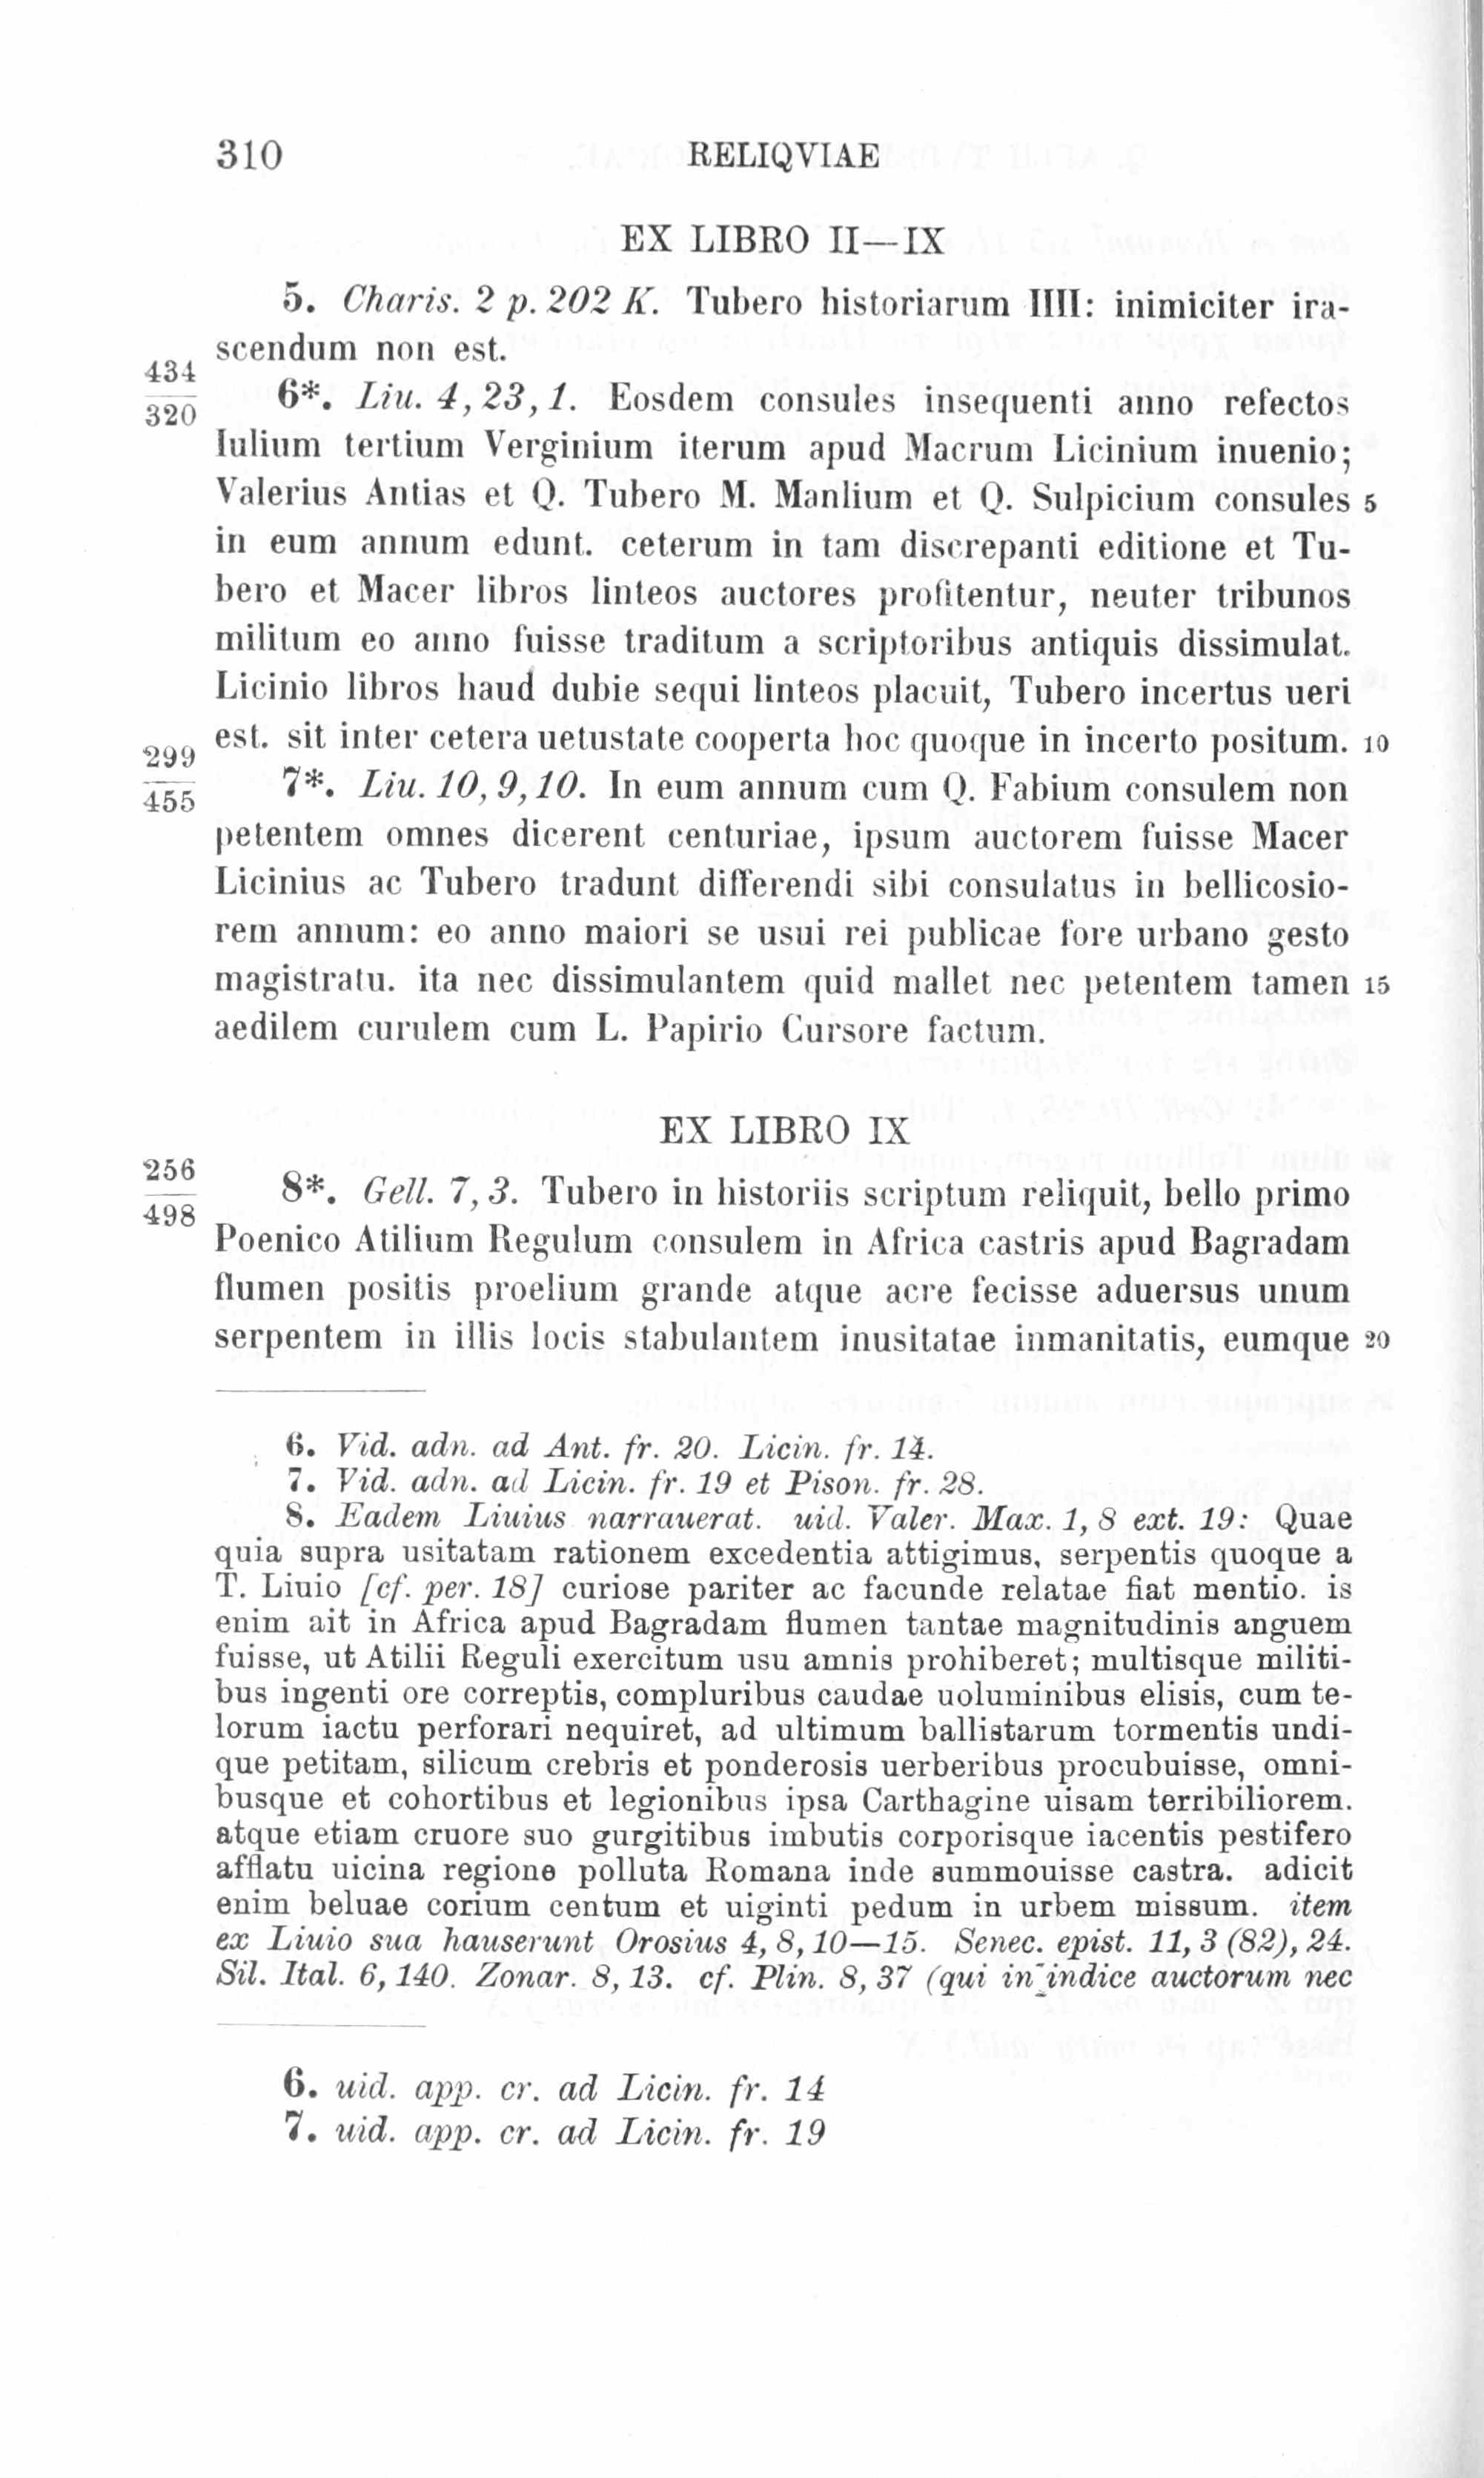 310 RELIQVIAE
EX LIBRO II—IX
5. Charis. 2 p. 202 K. Tubero historiarum IIII: inimiciter ira-
scendum non est.
434
320
6*. Liu. 4, 23, 1. Eosdem consules insequenti anno refectos
Iulium tertium Verginium iterum apud Macrum Licinium inuenio;
Valerius Antias et Q. Tubero M. Manlium et Q. Sulpicium consules 5
in eum annum edunt. ceterum in tam discrepanti editione et Tu-
bero et Macer libros linteos auctores profitentur, neuter tribunos
militum eo anno fuisse traditum a scriptoribus antiquis dissimulat.
Licinio libros haud dubie sequi linteos placuit, Tubero incertus ueri
est. sit inter cetera uetustate cooperta hoc quoque in incerto positum. 10
299
455
7*. Liu. 10, 9, 10. In eum annum cum Q. Fabium consulem non
petentem omnes dicerent centuriae, ipsum auctorem fuisse Macer
Licinius ac Tubero tradunt differendi sibi consulatus in bellicosio-
rem annum: eo anno maiori se usui rei publicae fore urbano gesto
magistratu. ita nec dissimulantem quid mallet nec petentem tamen 15
aedilem curulem cum L. Papirio Cursore factum.
EX LIBRO IX
256
498
8*. Gell. 7, 3. Tubero in historiis scriptum reliquit, bello primo
Poenico Atilium Regulum consulem in Africa castris apud Bagradam
flumen positis proelium grande atque acre fecisse aduersus unum
serpentem in illis locis stabulantem inusitatae inmanitatis, eumque 20
6. Vid. adn. ad Ant. fr. 20. Licin. fr. 14.
7. Vid. adn. ad Licin. fr. 19 et Pison. fr. 28.
8. Eadem Liuius narrauerat. uid. Valer. Max. 1, 8 ext. 19: Quae
quia supra usitatam rationem excedentia attigimus, serpentis quoque a
T. Liuio [cf. per. 18] curiose pariter ac facunde relatae fiat mentio. is
enim ait in Africa apud Bagradam flumen tantae magnitudinis anguem
fuisse, ut Atilii Reguli exercitum usu amnis prohiberet; multisque militi-
bus ingenti ore correptis, compluribus caudae uoluminibus elisis, cum te-
lorum iactu perforari nequiret, ad ultimum ballistarum tormentis undi-
que petitam, silicum crebris et ponderosis uerberibus procubuisse, omni-
busque et cohortibus et legionibus ipsa Carthagine uisam terribiliorem.
atque etiam cruore suo gurgitibus imbutis corporisque iacentis pestifero
afflatu uicina regione polluta Romana inde summouisse castra. adicit
enim beluae corium centum et uiginti pedum in urbem missum. item
ex Liuio sua hauserunt Orosius 4, 8, 10—15. Senec. epist. 11, 3 (82), 24.
Sil. Ital. 6, 140. Zonar. 8, 13. cf. Plin. 8, 37 (qui in indice auctorum nec
6. uid. app. cr. ad Licin. fr. 14
7. uid. app. cr. ad Licin. fr. 19